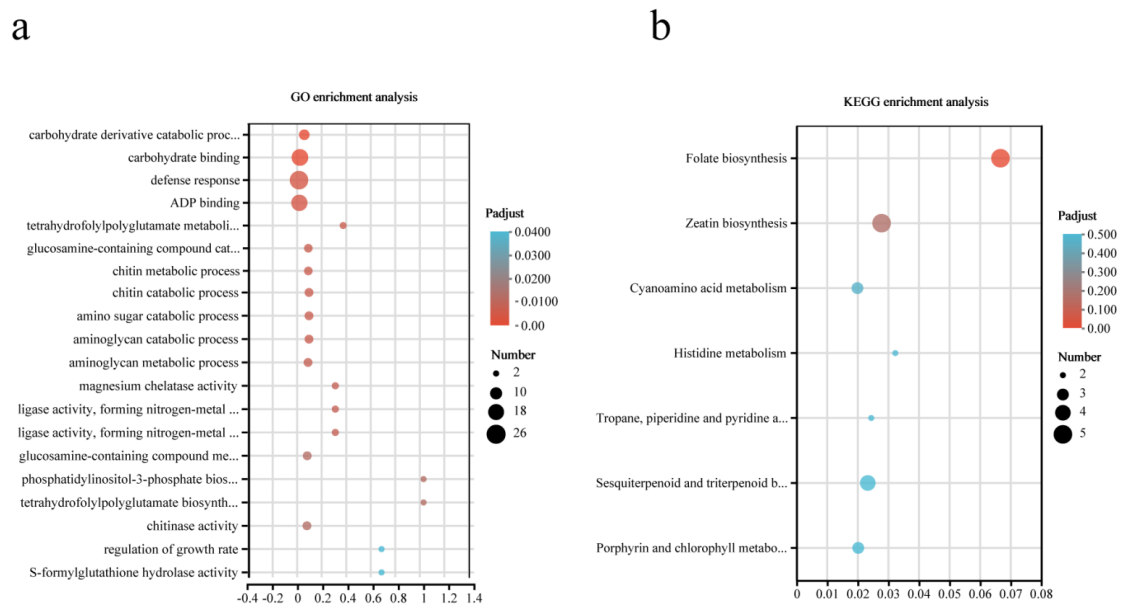 a
b
GO enrichment analysis
carbohydrate derivative catabolic proc...
carbohydrate binding
defense response
ADP binding
tetrahydrofolylpolyglutamate metaboli...
glucosamine-containing compound cat...
chitin metabolic process
chitin catabolic process
amino sugar catabolic process
aminoglycan catabolic process
aminoglycan metabolic process
magnesium chelatase activity
ligase activity, forming nitrogen-metal ...
ligase activity, forming nitrogen-metal ...
glucosamine-containing compound me...
phosphatidylinositol-3-phosphate bios...
tetrahydrofolylpolyglutamate biosynth...
chitinase activity
regulation of growth rate
S-formylglutathione hydrolase activity
-0.4 -0.2 0 0.2 0.4 0.6 0.8 1 1.2 1.4 1.4
Padjust
0.0400
0.0300
0.0200
0.0100
0.00
Number
2
10
18
26
KEGG enrichment analysis
Folate biosynthesis
Zeatin biosynthesis
Cyanoamino acid metabolism
Histidine metabolism
Tropane, piperidine and pyridine a...
Sesquiterpenoid and triterpenoid b...
Porphyrin and chlorophyll metabo...
0 0.01 0.02 0.03 0.04 0.05 0.06 0.07 0.08
Padjust
0.500
0.400
0.300
0.200
0.100
0.00
Number
2
3
4
5